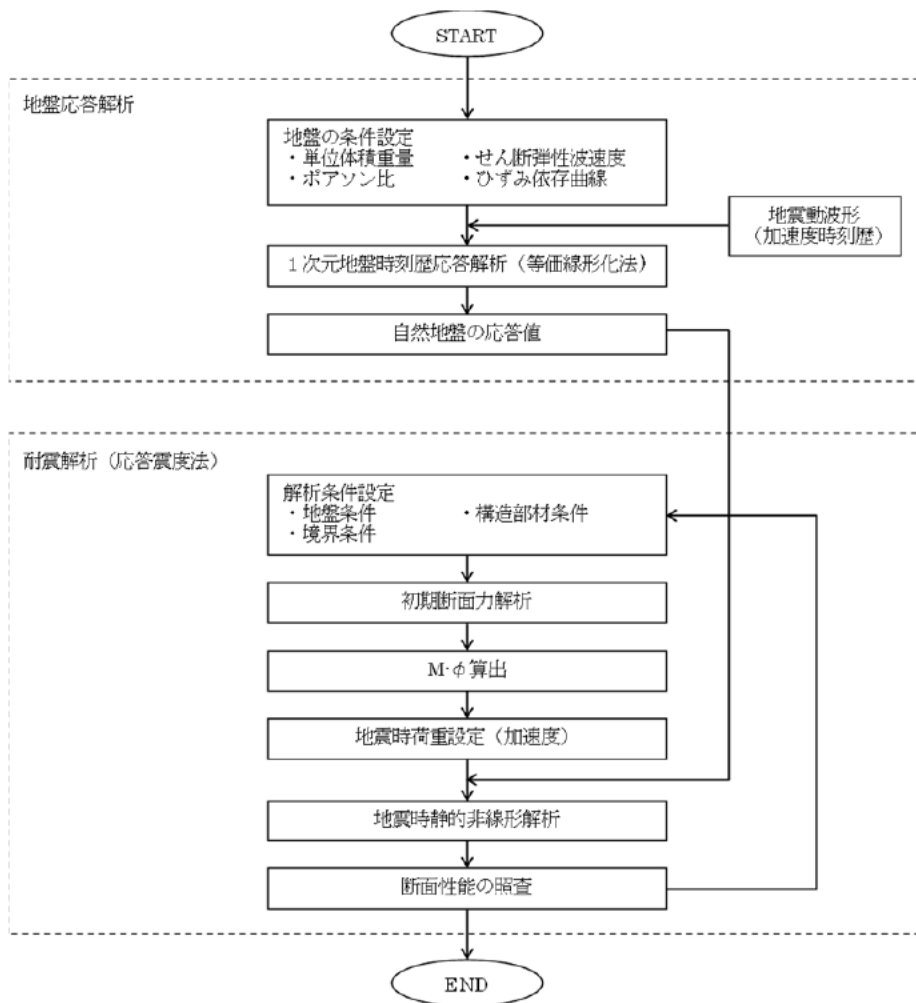 START
地盤応答解析
地盤の条件設定
・単位体積重量 ・せん断弾性波速度
・ポアソン比 ・ひずみ依存曲線
地震動波形
（加速度時刻歴）
１次元地盤時刻歴応答解析（等価線形化法）
自然地盤の応答値
耐震解析（応答震度法）
解析条件設定
・地盤条件 ・構造部材条件
・境界条件
初期断面力解析
M-φ算出
地震時荷重設定（加速度）
地震時静的非線形解析
断面性能の照査
END